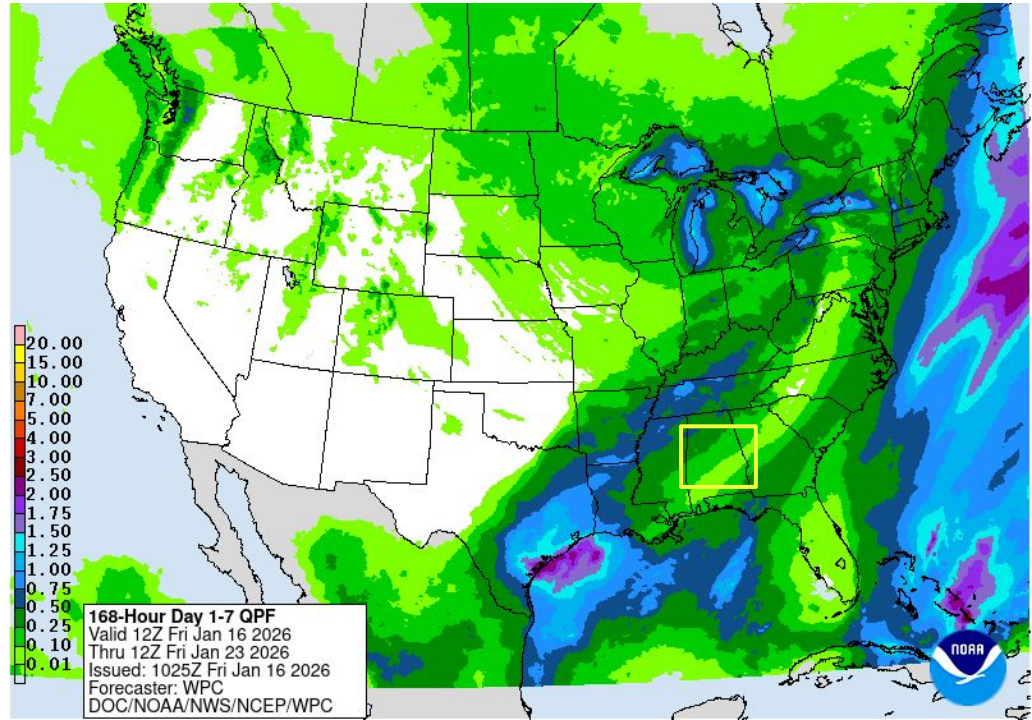 20.00
15.00
10.00
7.00
5.00
4.00
3.00
2.50
2.00
1.75
1.50
1.25
1.00
0.75
0.50
0.25
0.10
0.01
168-Hour Day 1-7 QPF
Valid 12Z Fri Jan 16 2026
Thru 12Z Fri Jan 23 2026
Issued: 1025Z Fri Jan 16 2026
Forecaster: WPC
DOC/NOAA/NWS/NCEP/WPC
NOAA